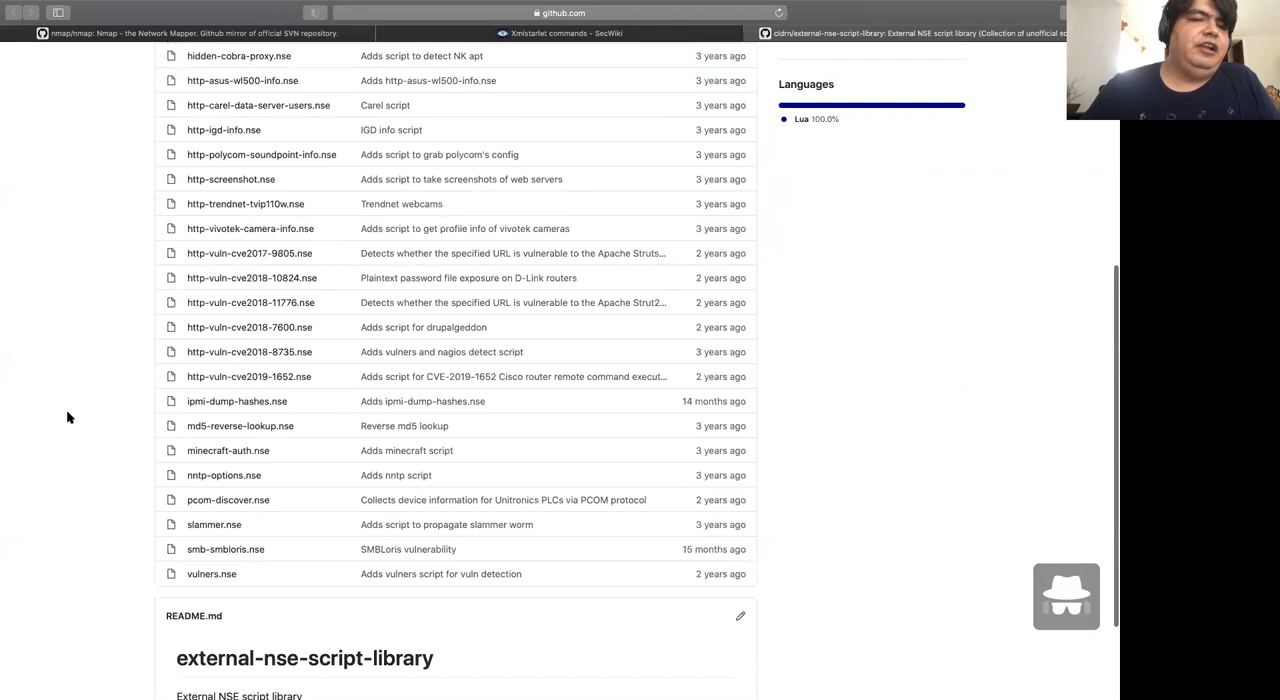 github.com
nmap/nmap: Nmap - the Network Mapper. Github mirror of official SVN repository.
Xmlstarlet commands - SecWiki
cidrn/external-nse-script-library: External NSE script library (Collection of unofficial sc
hidden-cobra-proxy.nse Adds script to detect NK apt 3 years ago
http-asus-wl500-info.nse Adds http-asus-wl500-info.nse 3 years ago
http-carel-data-server-users.nse Carel script 3 years ago
http-igd-info.nse IGD info script 3 years ago
http-polycom-soundpoint-info.nse Adds script to grab polycom's config 3 years ago
http-screenshot.nse Adds script to take screenshots of web servers 3 years ago
http-trendnet-tvip110w.nse Trendnet webcams 3 years ago
http-vivotek-camera-info.nse Adds script to get profile info of vivotek cameras 3 years ago
http-vuln-cve2017-9805.nse Detects whether the specified URL is vulnerable to the Apache Struts... 2 years ago
http-vuln-cve2018-10824.nse Plaintext password file exposure on D-Link routers 2 years ago
http-vuln-cve2018-11776.nse Detects whether the specified URL is vulnerable to the Apache Strut2... 2 years ago
http-vuln-cve2018-7600.nse Adds script for drupalgeddon 2 years ago
http-vuln-cve2018-8735.nse Adds vulners and nagios detect script 3 years ago
http-vuln-cve2019-1652.nse Adds script for CVE-2019-1652 Cisco router remote command execut... 2 years ago
ipmi-dump-hashes.nse Adds ipmi-dump-hashes.nse 14 months ago
md5-reverse-lookup.nse Reverse md5 lookup 3 years ago
minecraft-auth.nse Adds minecraft script 3 years ago
nntp-options.nse Adds nntp script 3 years ago
pcom-discover.nse Collects device information for Unitronics PLCs via PCOM protocol 2 years ago
slammer.nse Adds script to propagate slammer worm 3 years ago
smb-smbloris.nse SMBLoris vulnerability 15 months ago
vulners.nse Adds vulners script for vuln detection 2 years ago
README.md
external-nse-script-library
External NSE script library
Languages
Lua 100.0%